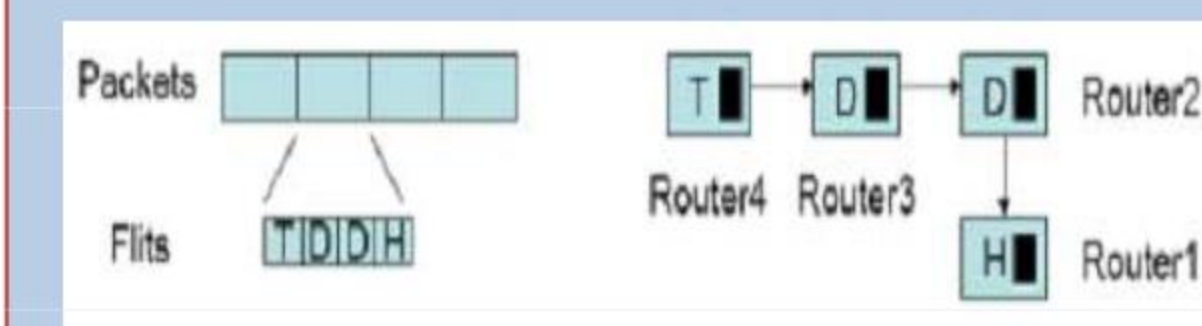 Packets
T D D Router2
Router4 Router3
Flits T D D H
H Router1